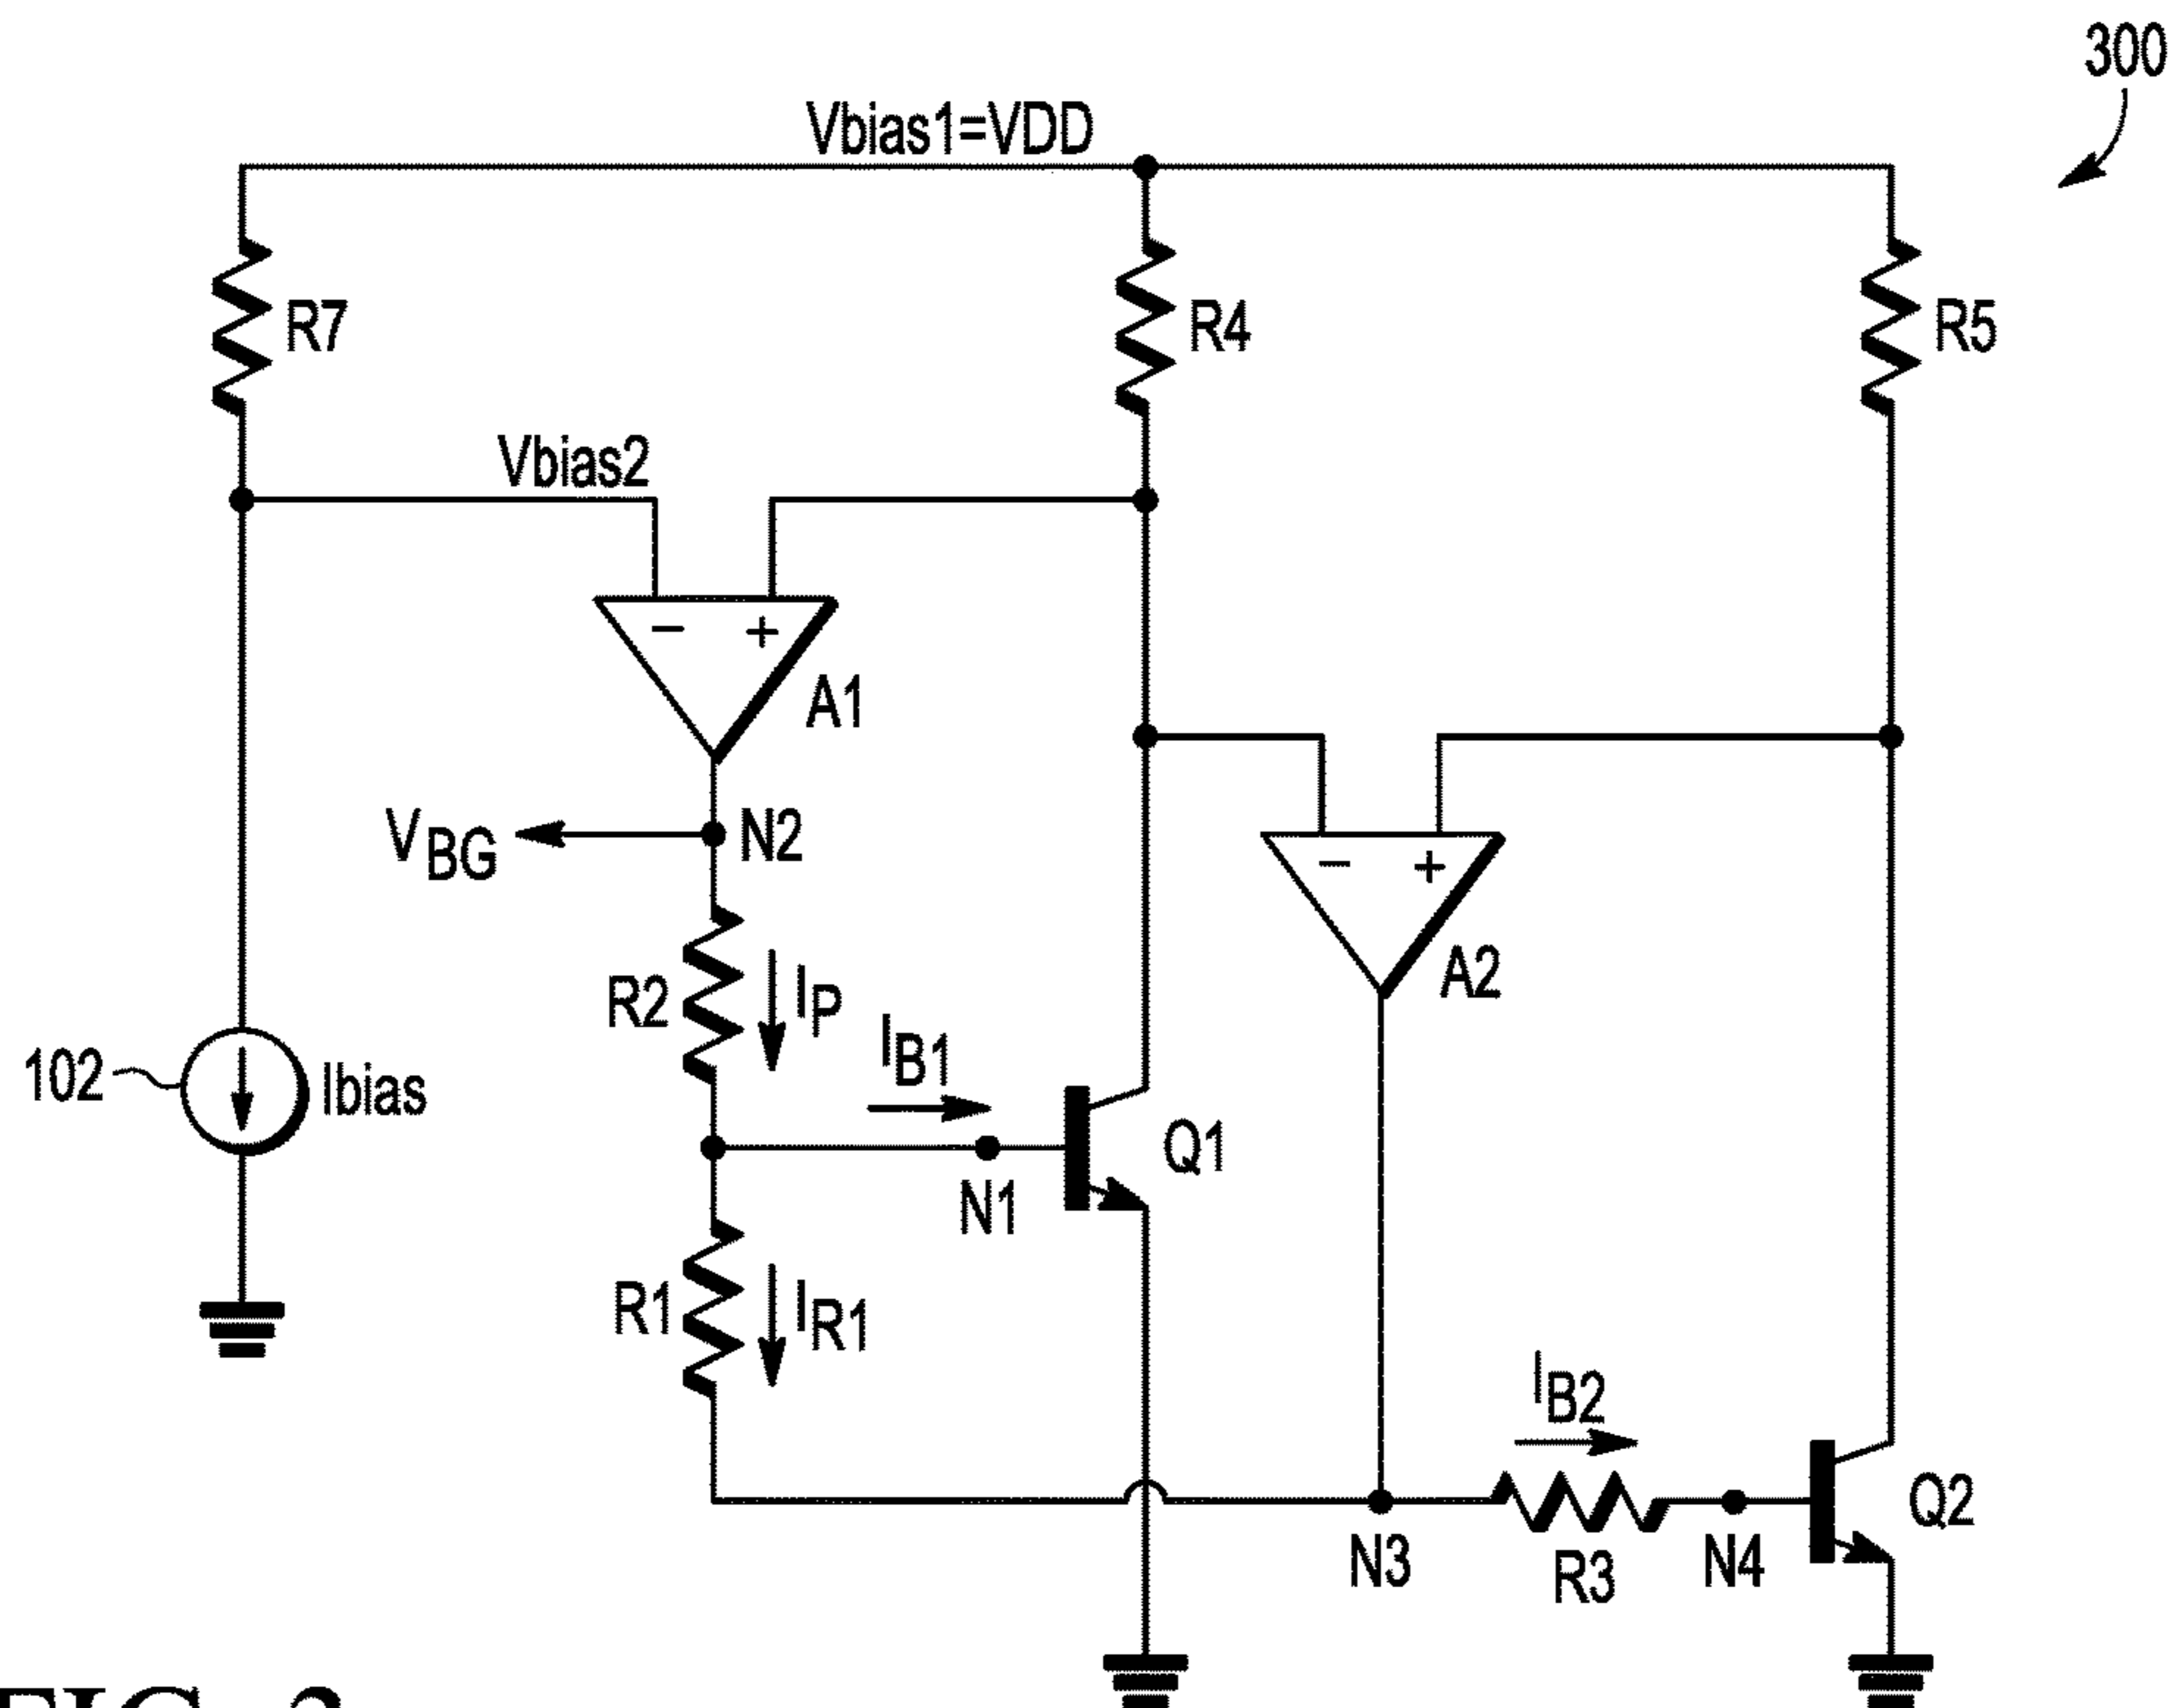 300
Vbias1=VDD
R7
R4
R5
Vbias2
− +
A1
VBG
N2
− +
A2
R2
IP
IB1
102
Ibias
Q1
N1
R1
IR1
IB2
Q2
N3
R3
N4